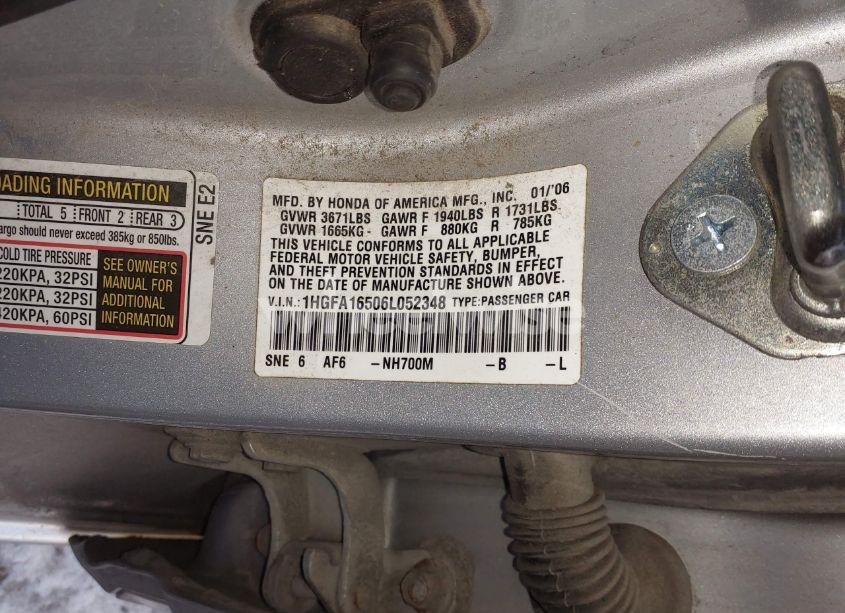 OADING INFORMATION
TOTAL 5 FRONT 2 REAR 3
argo should never exceed 385kg or 850lbs.
COLD TIRE PRESSURE
220KPA, 32PSI
220KPA, 32PSI
420KPA, 60PSI
SEE OWNER'S
MANUAL FOR
ADDITIONAL
INFORMATION
SNE E2
MFD. BY HONDA OF AMERICA MFG., INC. 01/'06
GVWR 3671LBS GAWR F 1940LBS R 1731LBS.
GVWR 1665KG - GAWR F 880KG R 785KG
THIS VEHICLE CONFORMS TO ALL APPLICABLE
FEDERAL MOTOR VEHICLE SAFETY, BUMPER,
AND THEFT PREVENTION STANDARDS IN EFFECT
ON THE DATE OF MANUFACTURE SHOWN ABOVE.
V.I.N.: 1HGFA16506L052348 TYPE:PASSENGER CAR
SNE 6 AF6 -NH700M -B -L